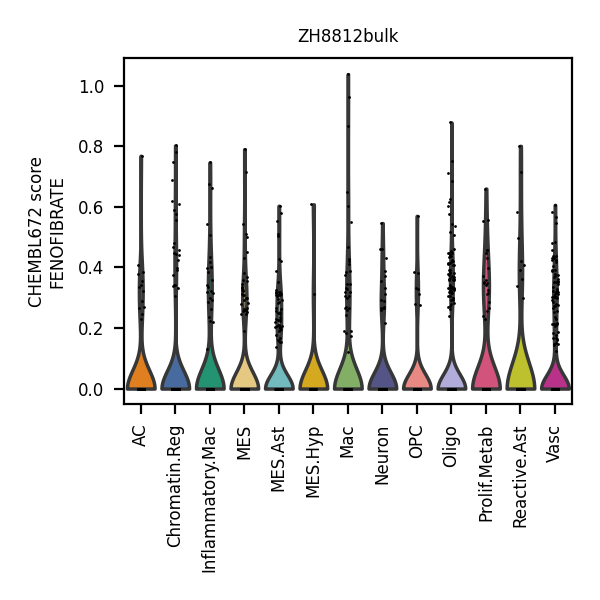 ZH8812bulk
CHEMBL672 score
FENOFIBRATE
1.0
0.8
0.6
0.4
0.2
0.0
AC
Chromatin.Reg
Inflammatory.Mac
MES
MES.Ast
MES.Hyp
Mac
Neuron
OPC
Oligo
Prolif.Metab
Reactive.Ast
Vasc